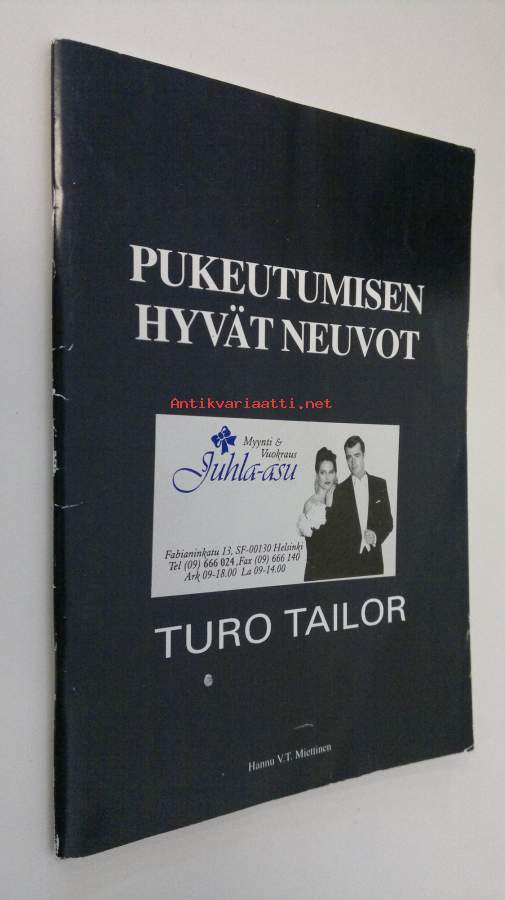 PUKEUTUMISEN
HYVÄT NEUVOT
Antikvariaatti.net
Myynti &
Vuokraus
Juhla-asu
Fabianinkatu 13, SF-00130 Helsinki
Tel (09) 666 024 ,Fax (09) 666 140
Ark 09-18.00 La 09-14.00
TURO TAILOR
Hannu V.T. Miettinen